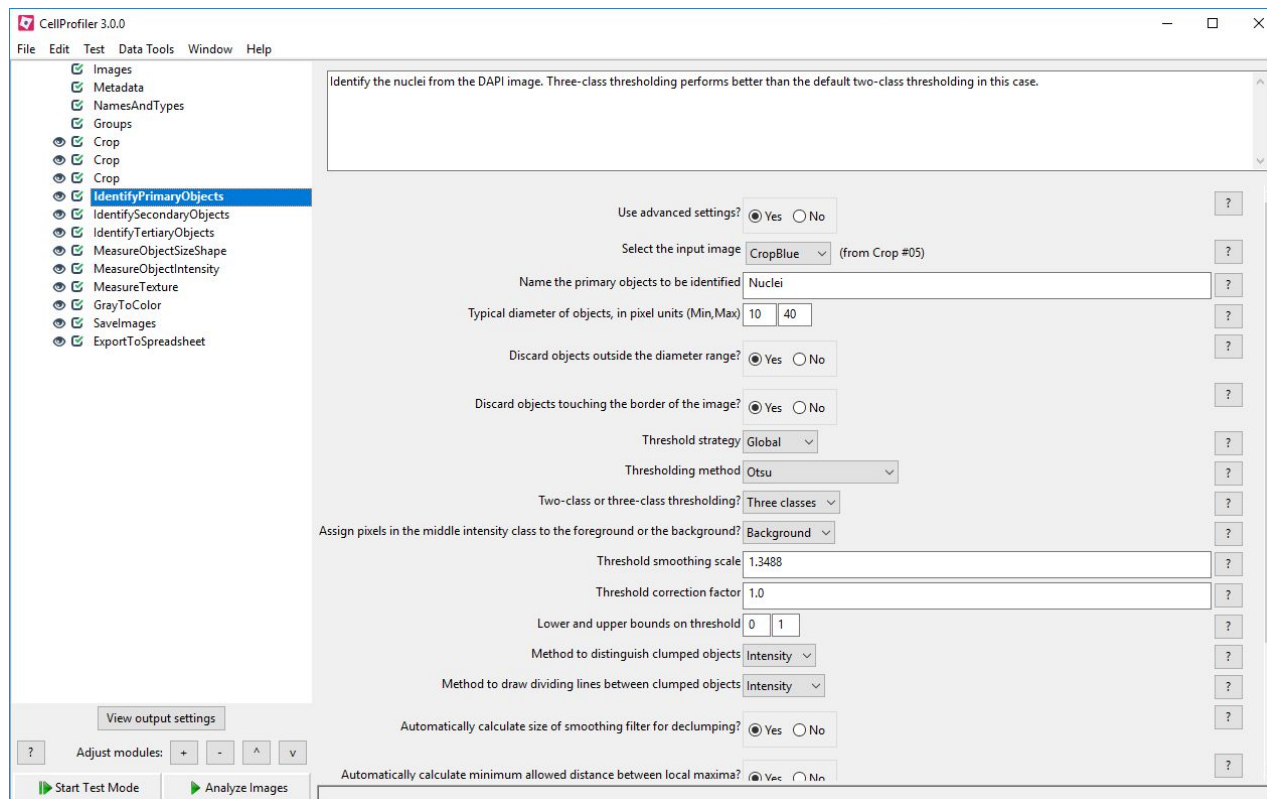 CellProfiler 3.0.0
File Edit Test Data Tools Window Help
Images
Metadata
NamesAndTypes
Groups
Crop
Crop
Crop
IdentifyPrimaryObjects
IdentifySecondaryObjects
IdentifyTertiaryObjects
MeasureObjectSizeShape
MeasureObjectIntensity
MeasureTexture
GrayToColor
SaveImages
ExportToSpreadsheet
View output settings
? Adjust modules: + - ^ v
Start Test Mode Analyze Images
Identify the nuclei from the DAPI image. Three-class thresholding performs better than the default two-class thresholding in this case.
Use advanced settings? Yes No ?
Select the input image CropBlue (from Crop #05) ?
Name the primary objects to be identified Nuclei ?
Typical diameter of objects, in pixel units (Min,Max) 10 40 ?
Discard objects outside the diameter range? Yes No ?
Discard objects touching the border of the image? Yes No ?
Threshold strategy Global ?
Thresholding method Otsu ?
Two-class or three-class thresholding? Three classes ?
Assign pixels in the middle intensity class to the foreground or the background? Background ?
Threshold smoothing scale 1.3488 ?
Threshold correction factor 1.0 ?
Lower and upper bounds on threshold 0 1 ?
Method to distinguish clumped objects Intensity ?
Method to draw dividing lines between clumped objects Intensity ?
Automatically calculate size of smoothing filter for declumping? Yes No ?
Automatically calculate minimum allowed distance between local maxima? Yes No ?